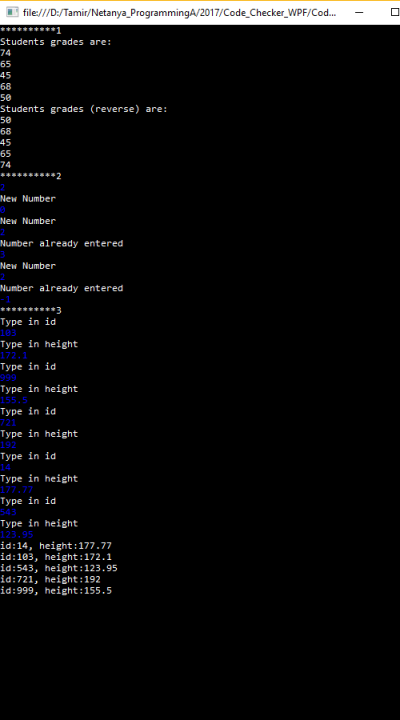 file:///D:/Tamir/Netanya_ProgrammingA/2017/Code_Checker_WPF/Cod...
**********1
Students grades are:
74
65
45
68
50
Students grades (reverse) are:
50
68
45
65
74
**********2
2
New Number
0
New Number
2
Number already entered
3
New Number
2
Number already entered
-1
**********3
Type in id
103
Type in height
172.1
Type in id
999
Type in height
155.5
Type in id
721
Type in height
192
Type in id
14
Type in height
177.77
Type in id
543
Type in height
123.95
id:14, height:177.77
id:103, height:172.1
id:543, height:123.95
id:721, height:192
id:999, height:155.5